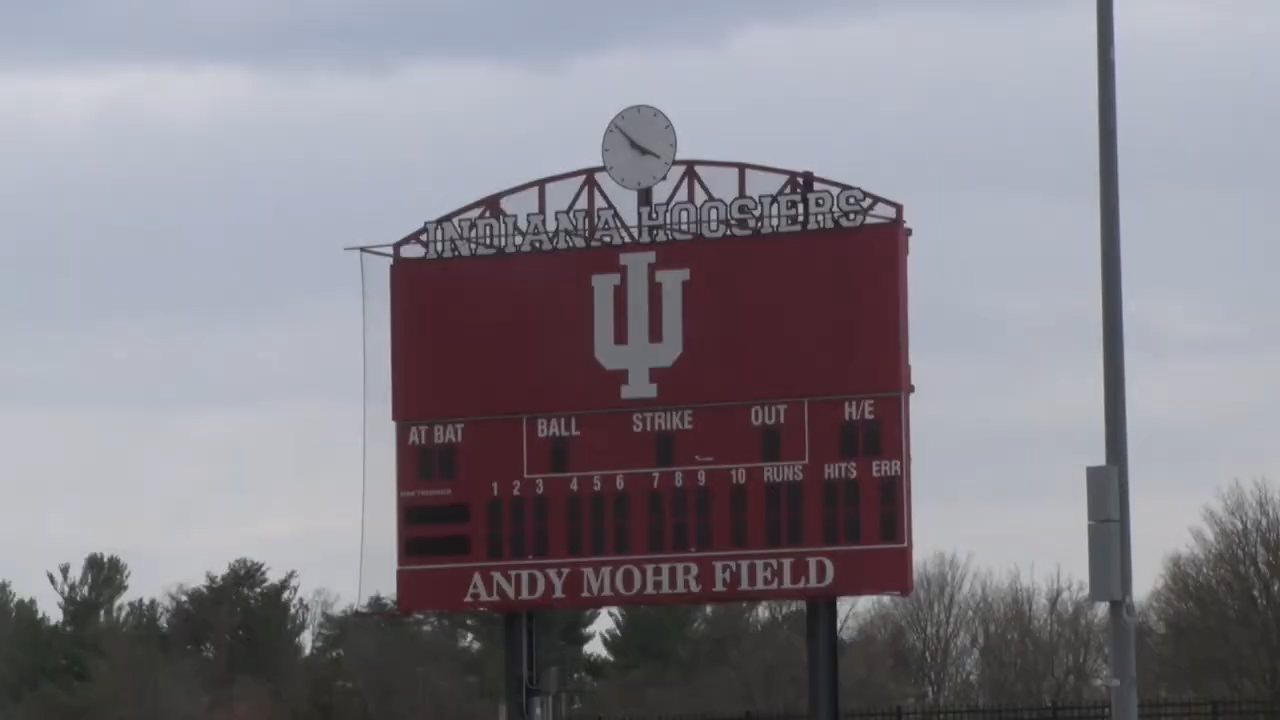 INDIANA HOOSIERS
IU
AT BAT BALL STRIKE OUT H/E
1 2 3 4 5 6 7 8 9 10 RUNS HITS ERR
ANDY MOHR FIELD